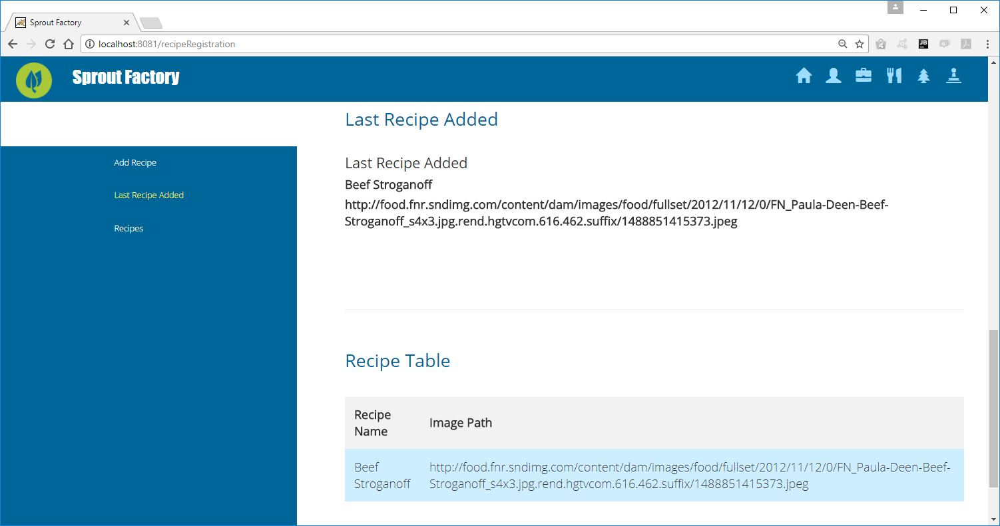 Sprout Factory
localhost:8081/recipeRegistration
JB
Sprout Factory
Add Recipe
Last Recipe Added
Recipes
Last Recipe Added
Last Recipe Added
Beef Stroganoff
http://food.fnr.sndimg.com/content/dam/images/food/fullset/2012/11/12/0/FN_Paula-Deen-Beef-
Stroganoff_s4x3.jpg.rend.hgtvcom.616.462.suffix/1488851415373.jpeg
Recipe Table
Recipe
Name
Image Path
Beef
Stroganoff
http://food.fnr.sndimg.com/content/dam/images/food/fullset/2012/11/12/0/FN_Paula-Deen-Beef-
Stroganoff_s4x3.jpg.rend.hgtvcom.616.462.suffix/1488851415373.jpeg